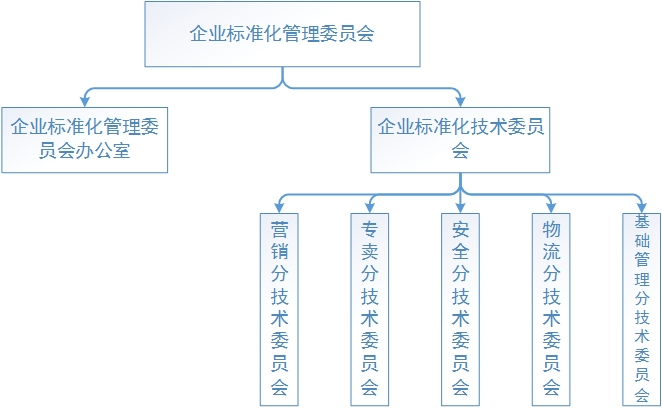 企业标准化管理委员会
企业标准化管理委
员会办公室
企业标准化技术委员
会
营销分技术委员会
专卖分技术委员会
安全分技术委员会
物流分技术委员会
基础管理分技术委员会